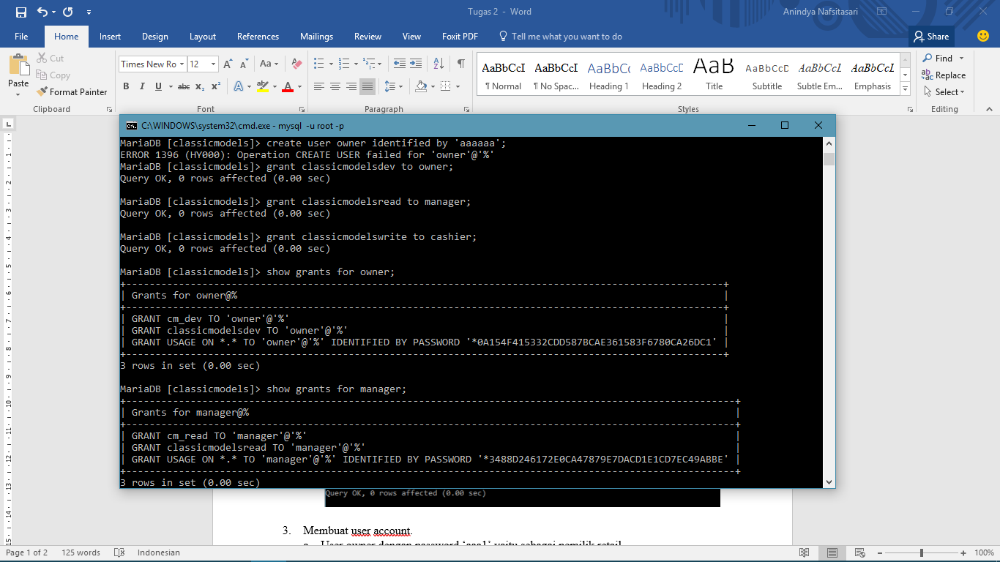 Tugas 2 - Word
Anindya Nafsitasari
File Home Insert Design Layout References Mailings Review View Foxit PDF Tell me what you want to do Share
Paste
Cut
Copy
Format Painter
Clipboard
Times New Ro 12
Font
Paragraph
AaBbCcI AaBbCcI AaBbC AaBbCcD AaB AaBbCcD AaBbCcL AaBbCcL
¶ Normal ¶ No Spac... Heading 1 Heading 2 Title Subtitle Subtle Em... Emphasis
Styles
Find
Replace
Select
Editing
C:\WINDOWS\system32\cmd.exe - mysql -u root -p
MariaDB [classicmodels]> create user owner identified by 'aaaaaa';
ERROR 1396 (HY000): Operation CREATE USER failed for 'owner'@'%'
MariaDB [classicmodels]> grant classicmodelsdev to owner;
Query OK, 0 rows affected (0.00 sec)
MariaDB [classicmodels]> grant classicmodelsread to manager;
Query OK, 0 rows affected (0.00 sec)
MariaDB [classicmodels]> grant classicmodelswrite to cashier;
Query OK, 0 rows affected (0.00 sec)
MariaDB [classicmodels]> show grants for owner;
| Grants for owner@% |
| GRANT cm_dev TO 'owner'@'%' |
| GRANT classicmodelsdev TO 'owner'@'%' |
| GRANT USAGE ON *.* TO 'owner'@'%' IDENTIFIED BY PASSWORD '*0A154F415332CDD587BCAE361583F6780CA26DC1' |
3 rows in set (0.00 sec)
MariaDB [classicmodels]> show grants for manager;
| Grants for manager@% |
| GRANT cm_read TO 'manager'@'%' |
| GRANT classicmodelsread TO 'manager'@'%' |
| GRANT USAGE ON *.* TO 'manager'@'%' IDENTIFIED BY PASSWORD '*3488D246172E0CA47879E7DACD1E1CD7EC49ABBE' |
3 rows in set (0.00 sec)
Query OK, 0 rows affected (0.00 sec)
3. Membuat user account.
a. User owner dengan password 'aaa1' yaitu sebagai pemilik retail
Page 1 of 2 125 words Indonesian 100%